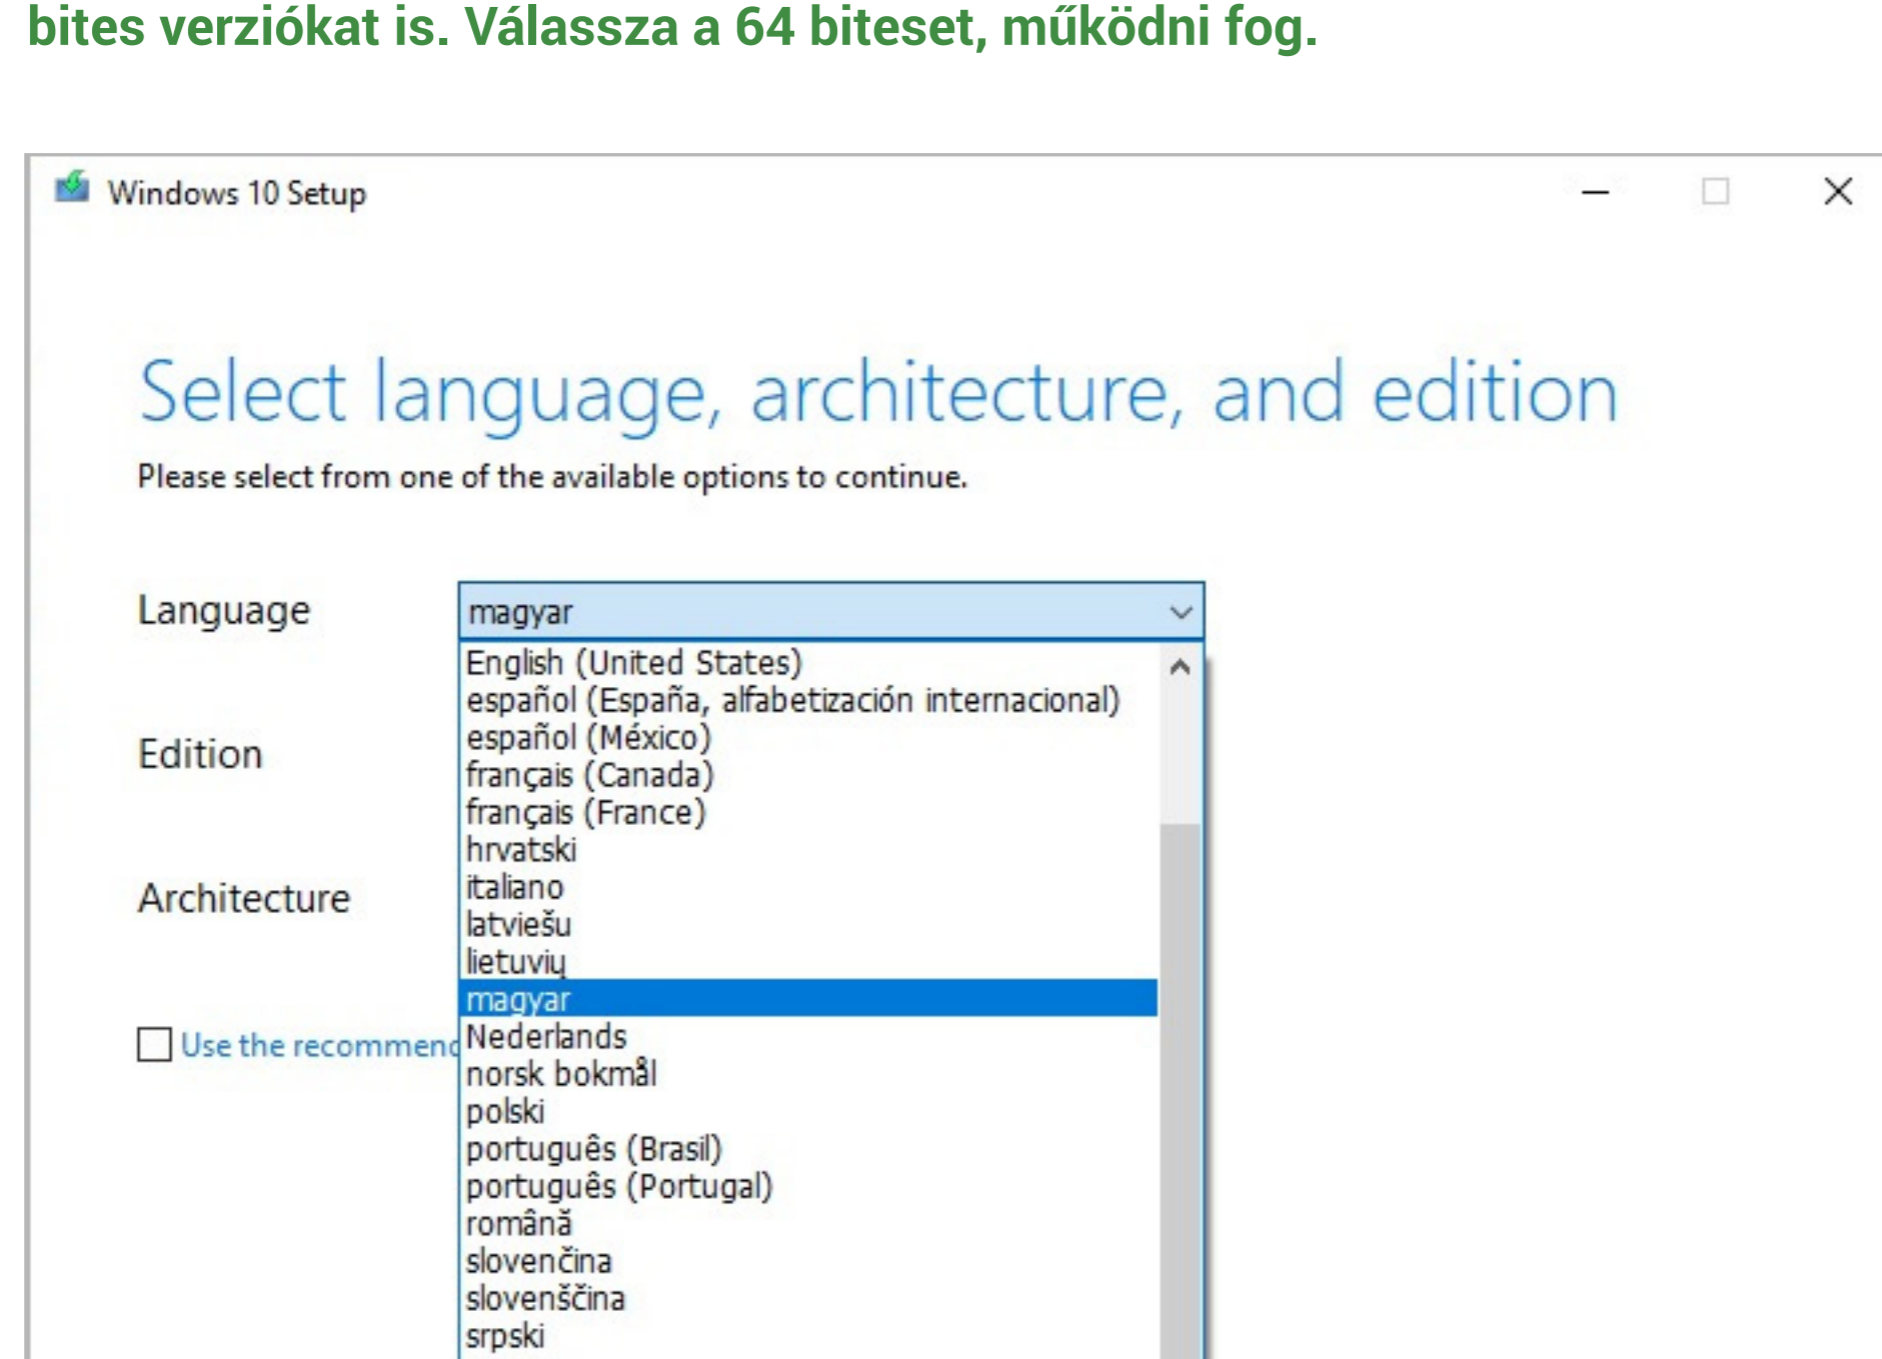 bites verziókat is. Válassza a 64 biteset, működni fog.
Windows 10 Setup
Select language, architecture, and edition
Please select from one of the available options to continue.
Language
magyar
English (United States)
español (España, alfabetización internacional)
español (México)
Edition
français (Canada)
français (France)
hrvatski
italiano
Architecture
latviešu
lietuvių
magyar
Use the recommend
Nederlands
norsk bokmål
polski
português (Brasil)
português (Portugal)
română
slovenčina
slovenščina
srpski